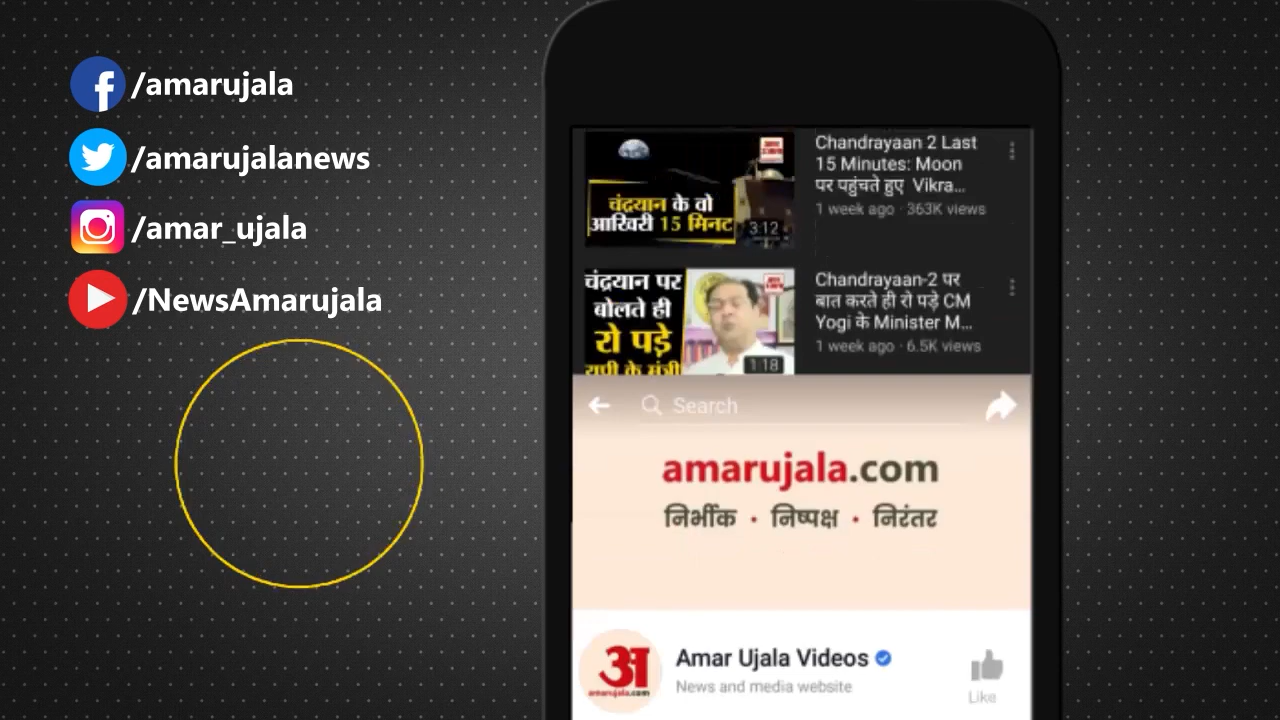 /amarujala
/amarujalanews
/amar_ujala
/NewsAmarujala
चंद्रयान के वो
आखिरी 15 मिनट
3:12
Chandrayaan 2 Last
15 Minutes: Moon
पर पहुंचते हुए Vikra...
1 week ago · 363K views
चंद्रयान पर
बोलते ही
रो पड़े
यूपी के मंत्री
1:18
Chandrayaan-2 पर
बात करते ही रो पड़े CM
Yogi के Minister M...
1 week ago · 6.5K views
Search
amarujala.com
निर्भीक • निष्पक्ष • निरंतर
अ
amarujala.com
Amar Ujala Videos
News and media website
Like